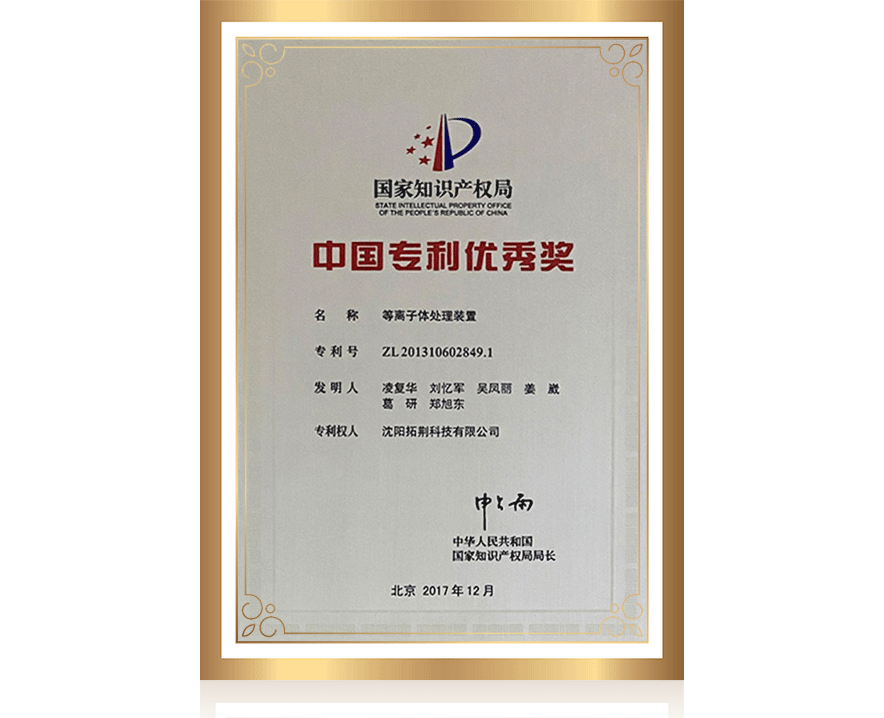 国家知识产权局
STATE INTELLECTUAL PROPERTY OFFICE
OF THE PEOPLE'S REPUBLIC OF CHINA
中国专利优秀奖
名 称 等离子体处理装置
专利号 ZL 201310602849.1
发明人 凌复华 刘忆军 吴凤丽 姜 崴
葛 研 郑旭东
专利权人 沈阳拓荆科技有限公司
申长雨
中华人民共和国
国家知识产权局局长
北京 2017 年 12 月